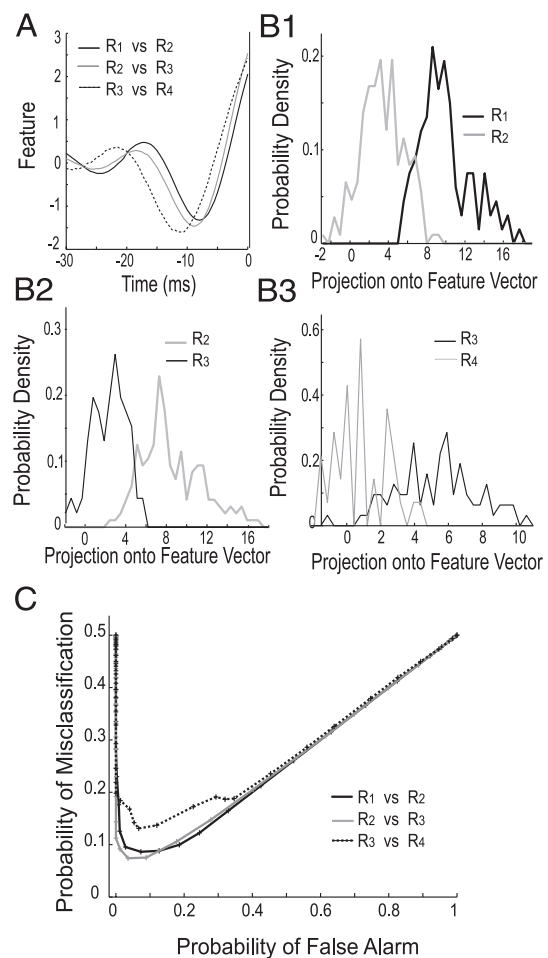 A
R1 vs R2
R2 vs R3
R3 vs R4
3
2
1
0
-1
-2
Feature
-30
-20
-10
0
Time (ms)
B1
0.2
0.1
0
Probability Density
R1
R2
-2
0
4
8
12
16
Projection onto Feature Vector
B2
0.3
0.2
0.1
0
Probability Density
R2
R3
0
4
8
12
16
Projection onto Feature Vector
B3
0.6
0.4
0.2
0
Probability Density
R3
R4
0
2
4
6
8
10
Projection onto Feature Vector
C
0.5
0.4
0.3
0.2
0.1
0
Probability of Misclassification
R1 vs R2
R2 vs R3
R3 vs R4
0
0.2
0.4
0.6
0.8
1
Probability of False Alarm